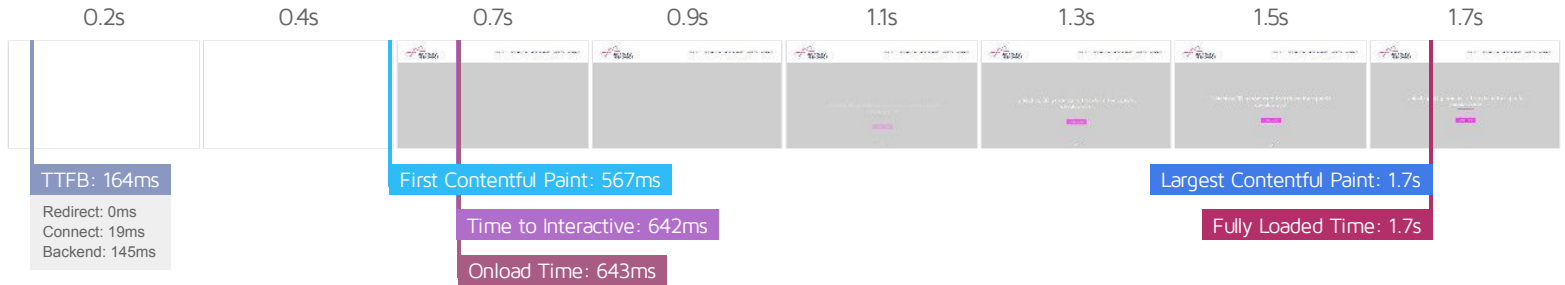 0.2s
0.4s
0.7s
0.9s
1.1s
1.3s
1.5s
1.7s
TTFB: 164ms
Redirect: 0ms
Connect: 19ms
Backend: 145ms
First Contentful Paint: 567ms
Time to Interactive: 642ms
Onload Time: 643ms
Largest Contentful Paint: 1.7s
Fully Loaded Time: 1.7s